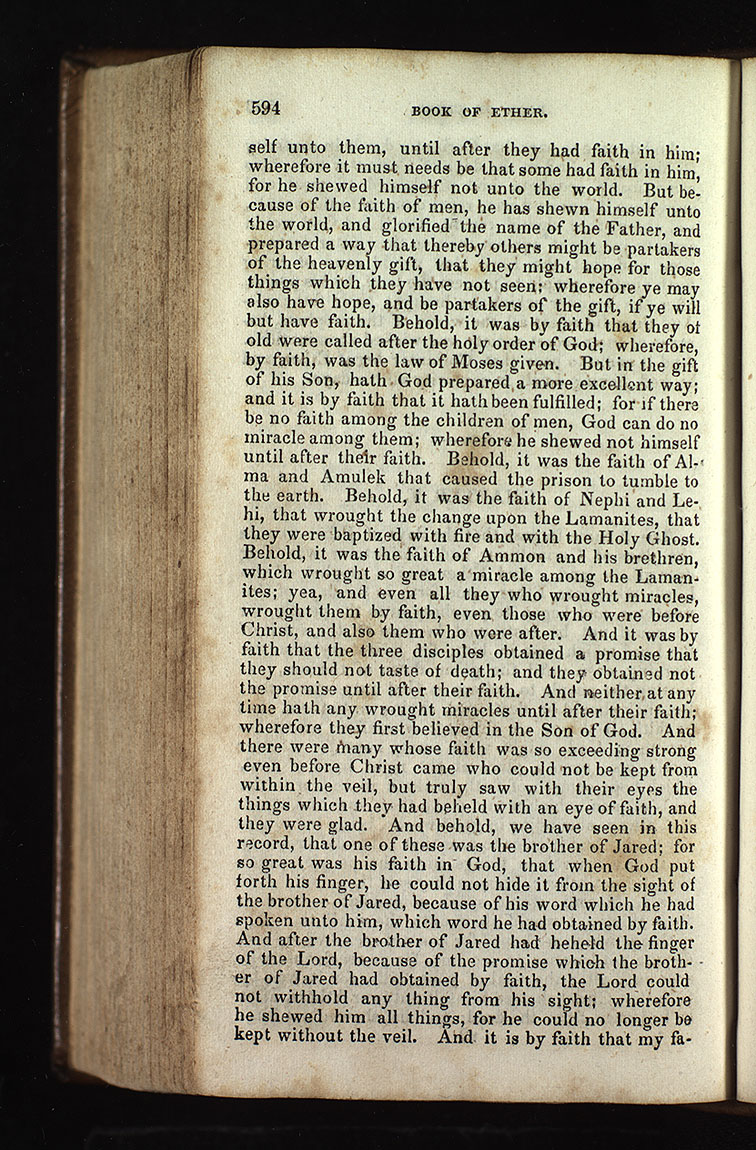 594 BOOK OF ETHER.
self unto them, until after they had faith in him;
wherefore it must needs be that some had faith in him,
for he shewed himself not unto the world. But be-
cause of the faith of men, he has shewn himself unto
the world, and glorified the name of the Father, and
prepared a way that thereby others might be partakers
of the heavenly gift, that they might hope for those
things which they have not seen: wherefore ye may
also have hope, and be partakers of the gift, if ye will
but have faith. Behold, it was by faith that they of
old were called after the holy order of God; wherefore,
by faith, was the law of Moses given. But in the gift
of his Son, hath God prepared a more excellent way;
and it is by faith that it hath been fulfilled; for if there
be no faith among the children of men, God can do no
miracle among them; wherefore he shewed not himself
until after their faith. Behold, it was the faith of Al-
ma and Amulek that caused the prison to tumble to
the earth. Behold, it was the faith of Nephi and Le-
hi, that wrought the change upon the Lamanites, that
they were baptized with fire and with the Holy Ghost.
Behold, it was the faith of Ammon and his brethren,
which wrought so great a miracle among the Laman-
ites; yea, and even all they who wrought miracles,
wrought them by faith, even those who were before
Christ, and also them who were after. And it was by
faith that the three disciples obtained a promise that
they should not taste of death; and they obtained not
the promise until after their faith. And neither at any
time hath any wrought miracles until after their faith;
wherefore they first believed in the Son of God. And
there were many whose faith was so exceeding strong
even before Christ came who could not be kept from
within the veil, but truly saw with their eyes the
things which they had beheld with an eye of faith, and
they were glad. And behold, we have seen in this
record, that one of these was the brother of Jared; for
so great was his faith in God, that when God put
forth his finger, he could not hide it from the sight of
the brother of Jared, because of his word which he had
spoken unto him, which word he had obtained by faith.
And after the brother of Jared had beheld the finger
of the Lord, because of the promise which the broth-
er of Jared had obtained by faith, the Lord could
not withhold any thing from his sight; wherefore
he shewed him all things, for he could no longer be
kept without the veil. And it is by faith that my fa-